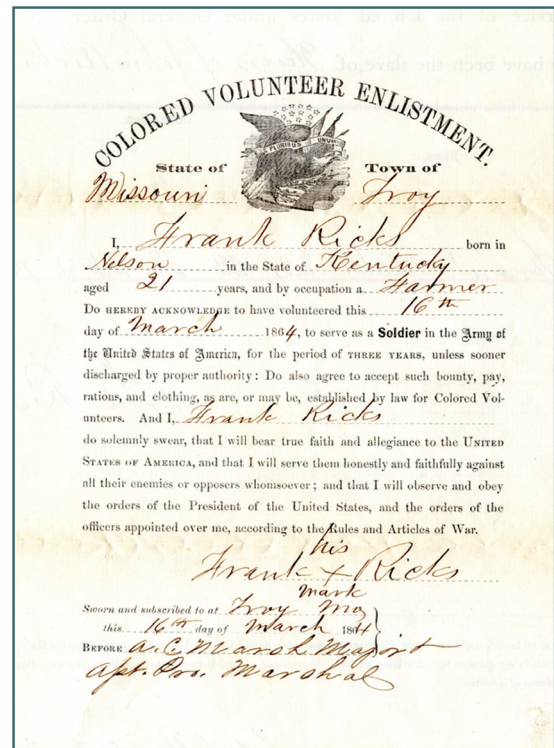 COLORED VOLUNTEER ENLISTMENT.
E PLURIBUS UNUM
State of Town of
Missouri Troy
I, Frank Ricks born in
Nelson in the State of Kentucky
aged 21 years, and by occupation a Farmer
Do HEREBY ACKNOWLEDGE to have volunteered this 16th
day of March 1864, to serve as a Soldier in the Army of
the United States of America, for the period of THREE YEARS, unless sooner
discharged by proper authority: Do also agree to accept such bounty, pay,
rations, and clothing, as are, or may be, established by law for Colored Vol-
unteers. And I, Frank Ricks
do solemnly swear, that I will bear true faith and allegiance to the UNITED
STATES OF AMERICA, and that I will serve them honestly and faithfully against
all their enemies or opposers whomsoever; and that I will observe and obey
the orders of the President of the United States, and the orders of the
officers appointed over me, according to the Rules and Articles of War.
his
Frank + Ricks
mark
Sworn and subscribed to at Troy Mo
this 16th day of March 1864
BEFORE A. C. Marsh Major &
Asst. Pro. Marshal